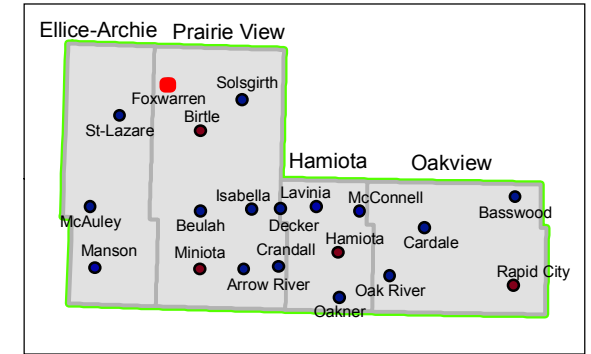 Ellice-Archie Prairie View
Solsgirth
Foxwarren
St-Lazare
Birtle
Hamiota Oakview
Isabella Lavinia McConnell
Basswood
McAuley
Beulah
Decker
Cardale
Manson
Miniota
Crandall
Hamiota
Arrow River
Oak River
Rapid City
Oakner